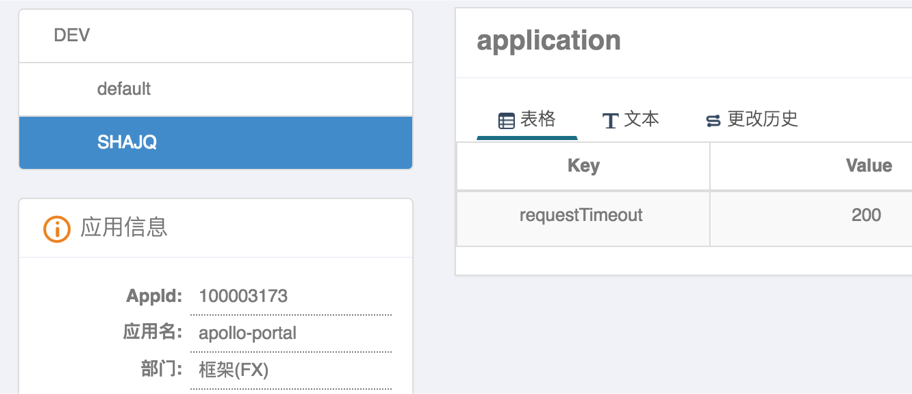 DEV
default
SHAJQ
应用信息
AppId: 100003173
应用名: apollo-portal
部门: 框架(FX)
application
表格 文本 更改历史
Key Value
requestTimeout 200